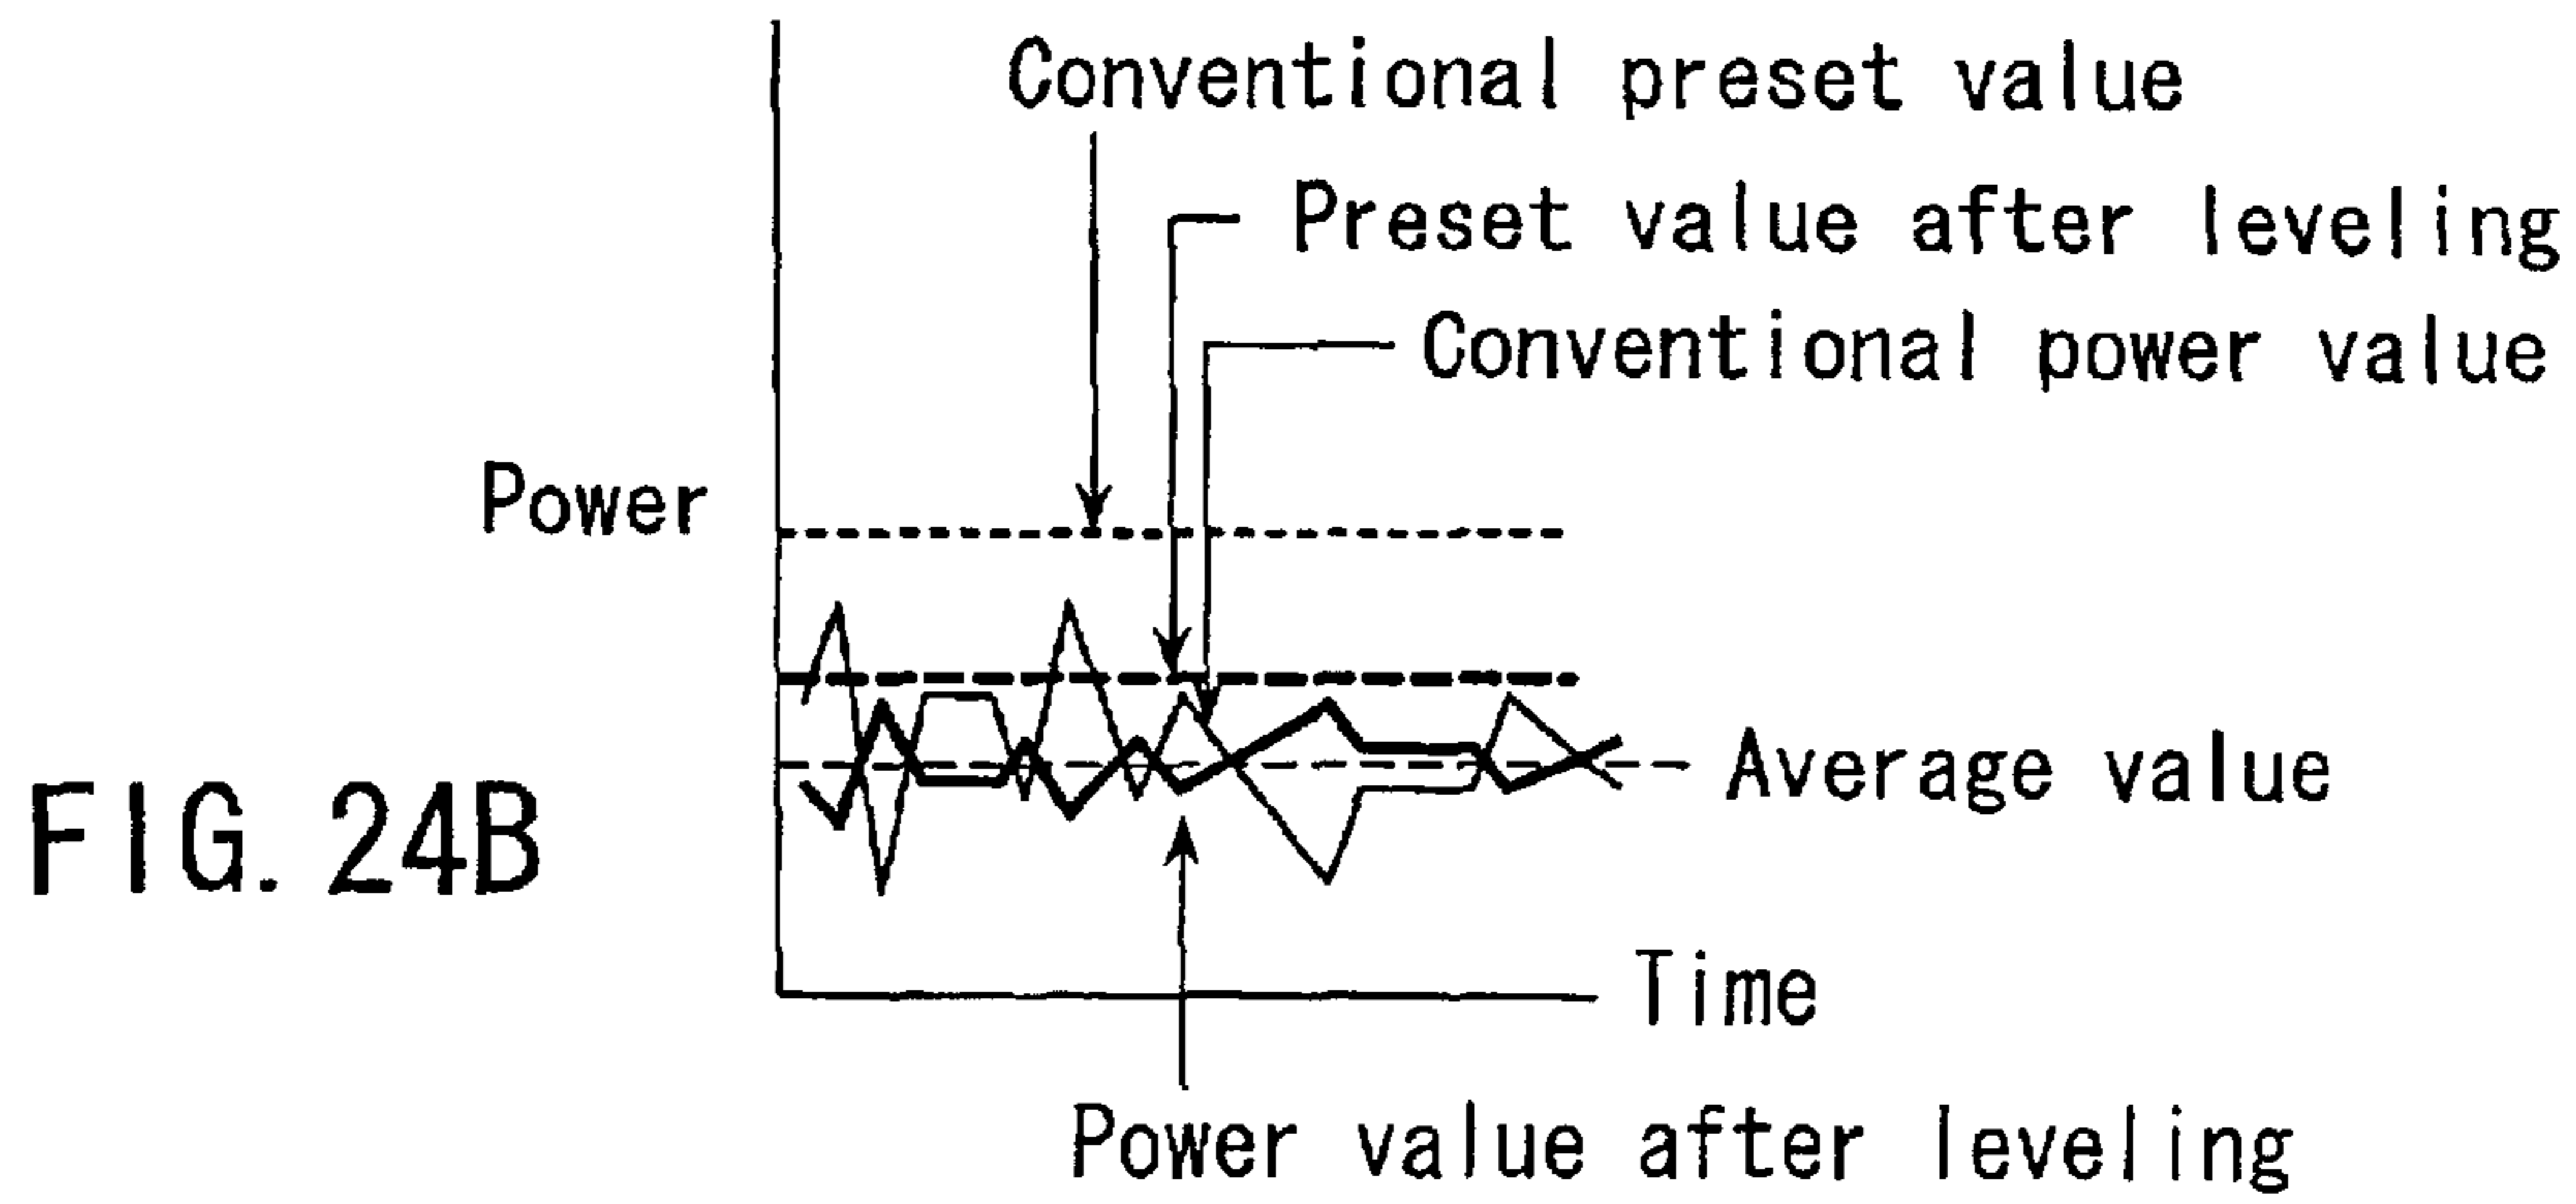 Conventional preset value
Preset value after leveling
Conventional power value
Power
Average value
FIG. 24B
Time
Power value after leveling